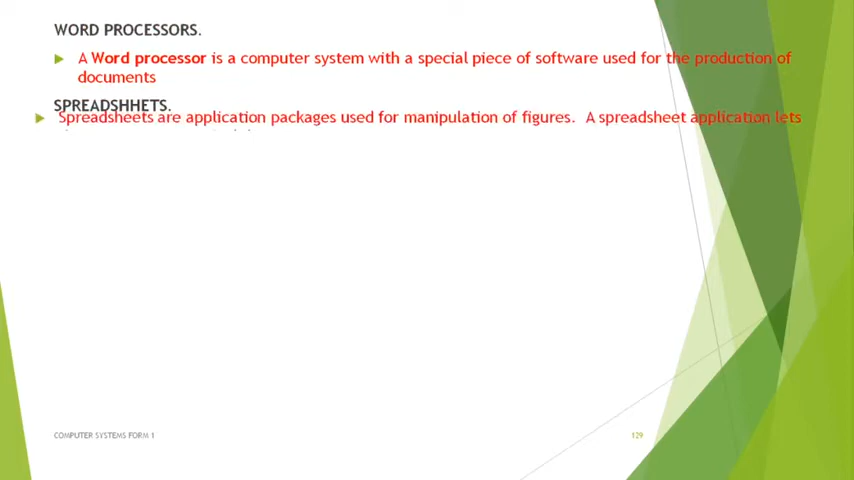 WORD PROCESSORS.
A Word processor is a computer system with a special piece of software used for the production of
documents
SPREADSHHETS.
Spreadsheets are application packages used for manipulation of figures. A spreadsheet application lets
COMPUTER SYSTEMS FORM 1
129